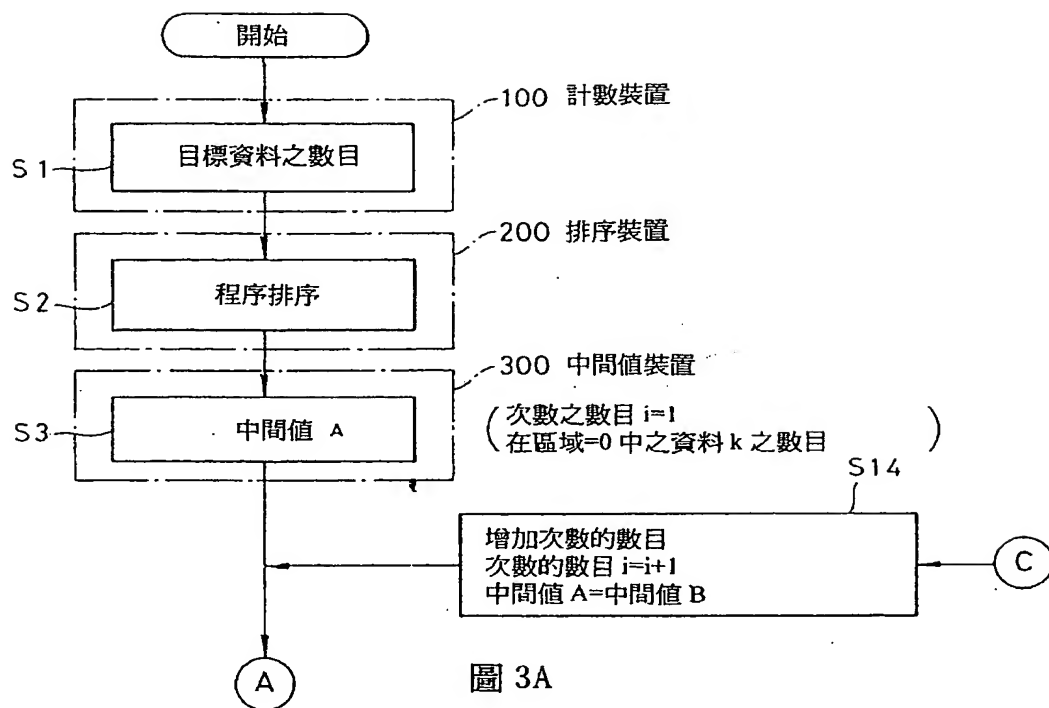 開始
100 計數裝置
S1
目標資料之數目
200 排序裝置
S2
程序排序
300 中間值裝置
S3
中間值 A
次數之數目 i=1
在區域=0 中之資料 k 之數目
S14
增加次數的數目
次數的數目 i=i+1
中間值 A=中間值 B
C
A
圖 3A